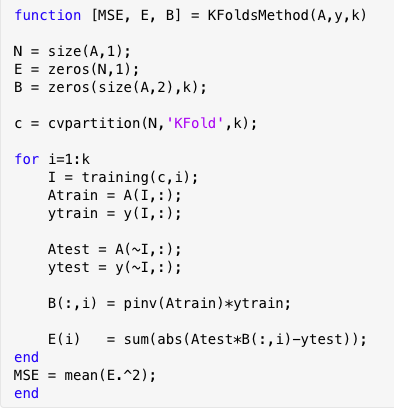 function [MSE, E, B] = KFoldsMethod(A,y,k)
N = size(A,1);
E = zeros(N,1);
B = zeros(size(A,2),k);
c = cvpartition(N,'KFold',k);
for i=1:k
    I = training(c,i);
    Atrain = A(I,:);
    ytrain = y(I,:);
    Atest = A(~I,:);
    ytest = y(~I,:);
    B(:,i) = pinv(Atrain)*ytrain;
    E(i)   = sum(abs(Atest*B(:,i)-ytest));
end
MSE = mean(E.^2);
end